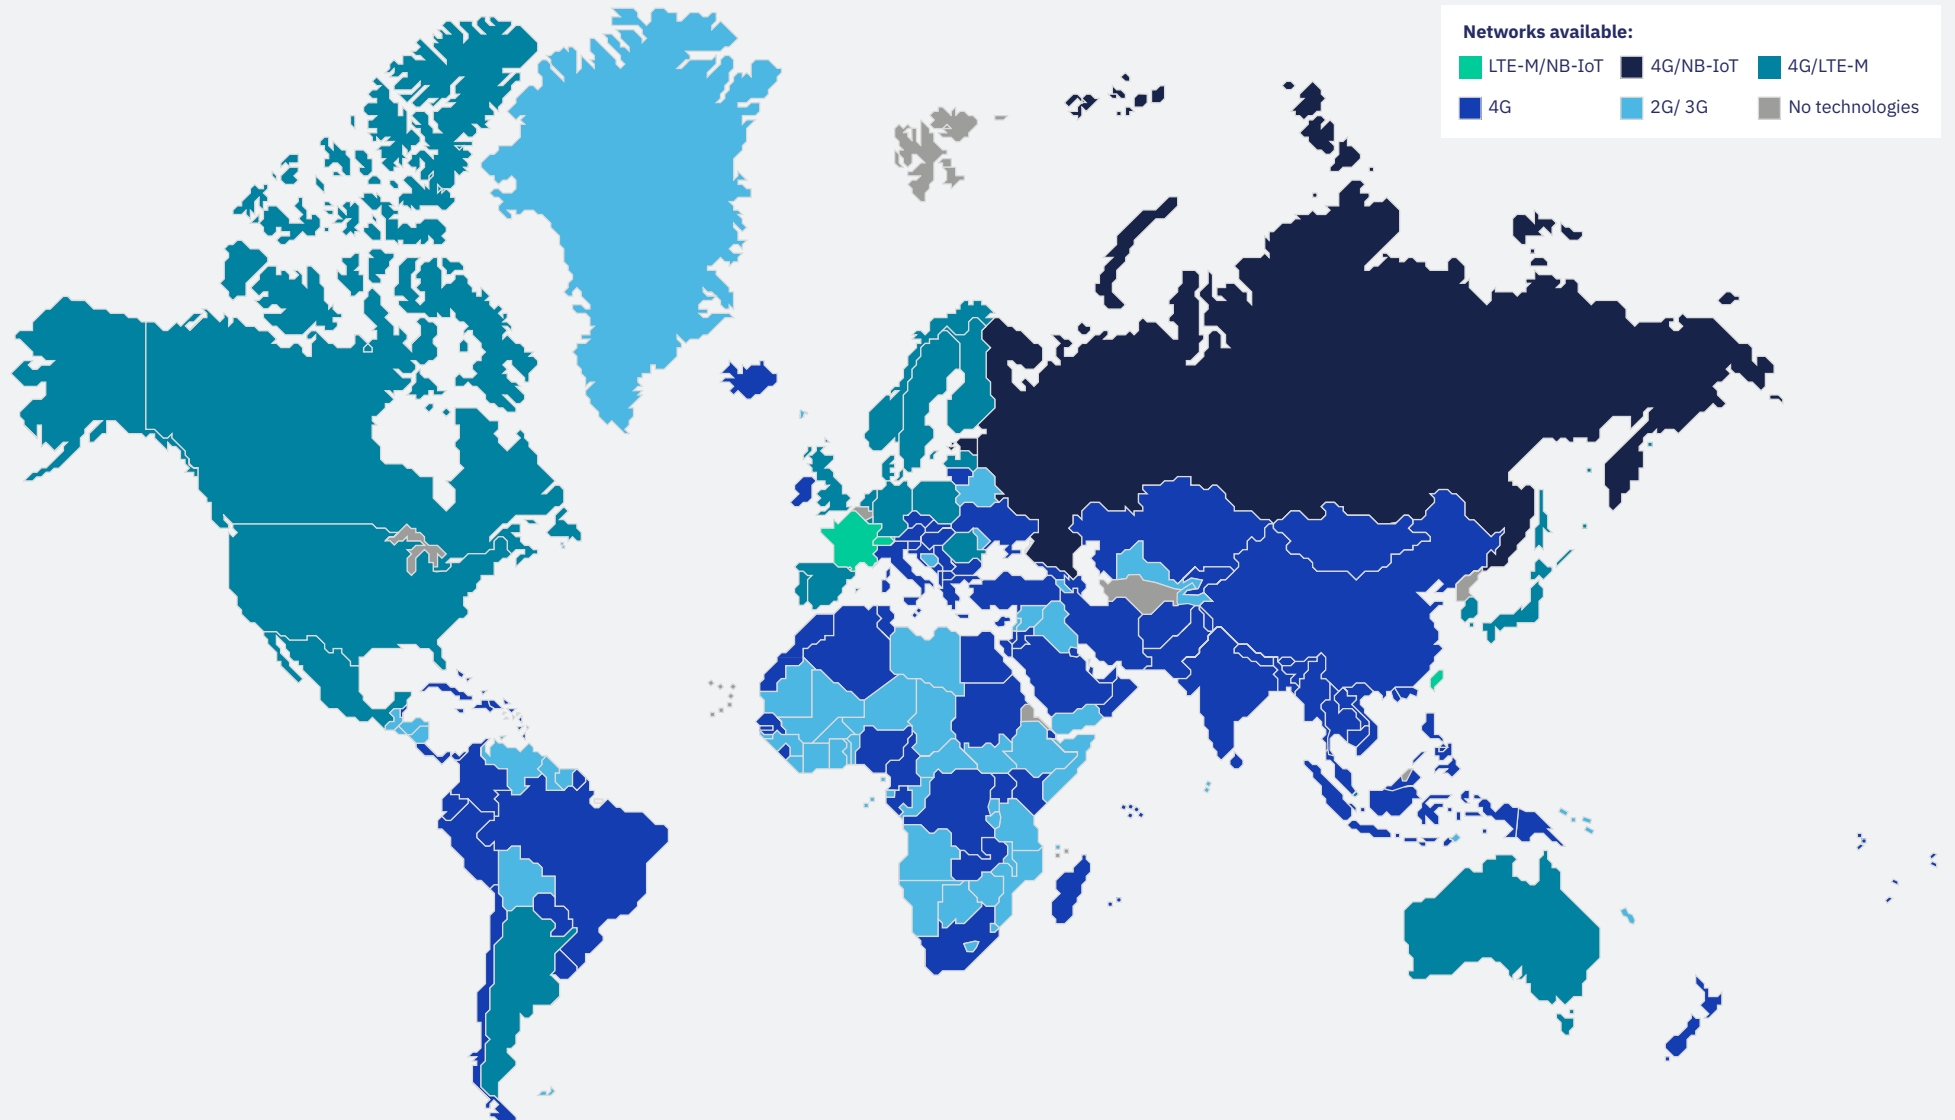 Networks available:
LTE-M/NB-IoT 4G/NB-IoT 4G/LTE-M
4G 2G/ 3G No technologies